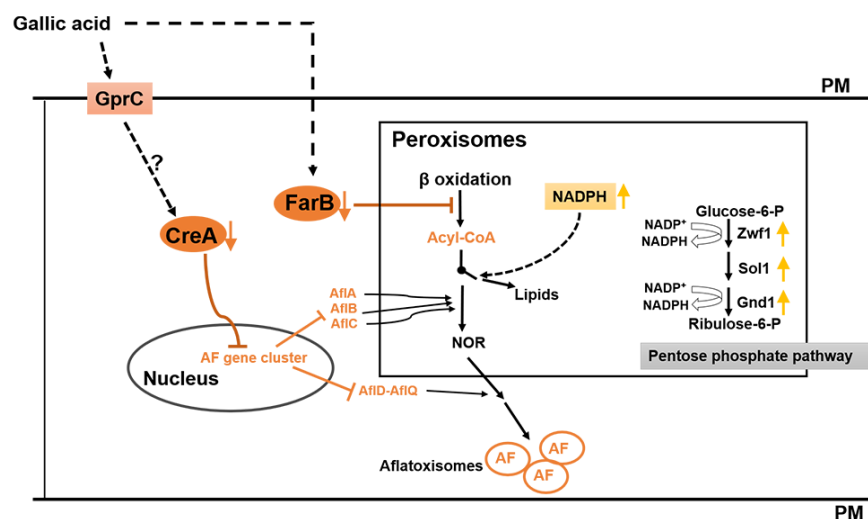 Gallic acid
PM
GprC
Peroxisomes
?
β oxidation
NADPH
FarB
Glucose-6-P
NADP+
Zwf1
NADPH
CreA
Acyl-CoA
Sol1
Lipids
AflA
AflB
AflC
NADP+
Gnd1
NADPH
Ribulose-6-P
NOR
AF gene cluster
Pentose phosphate pathway
Nucleus
AflD-AflQ
Aflatoxisomes
AF
AF
AF
PM